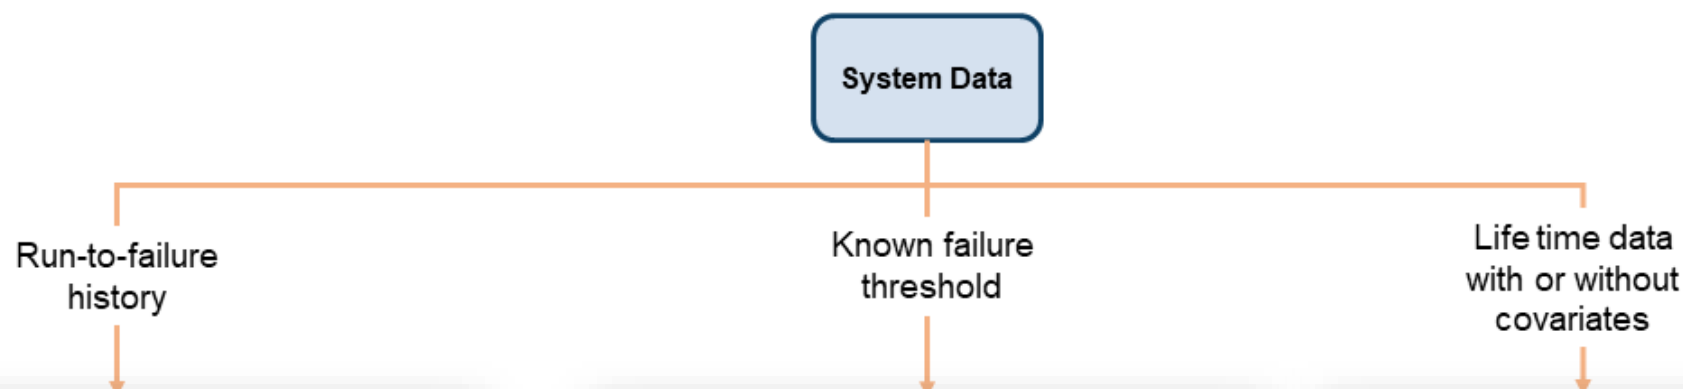 System Data
Run-to-failure
history
Known failure
threshold
Life time data
with or without
covariates